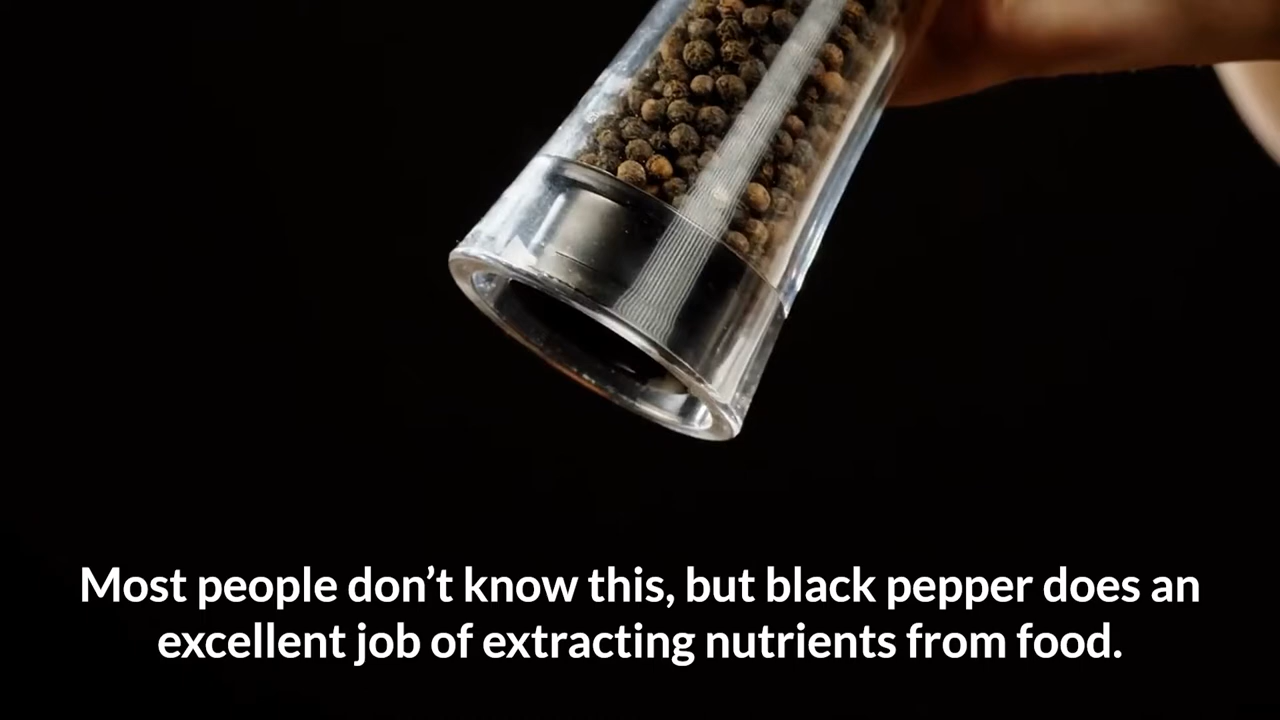 Most people don’t know this, but black pepper does an
excellent job of extracting nutrients from food.